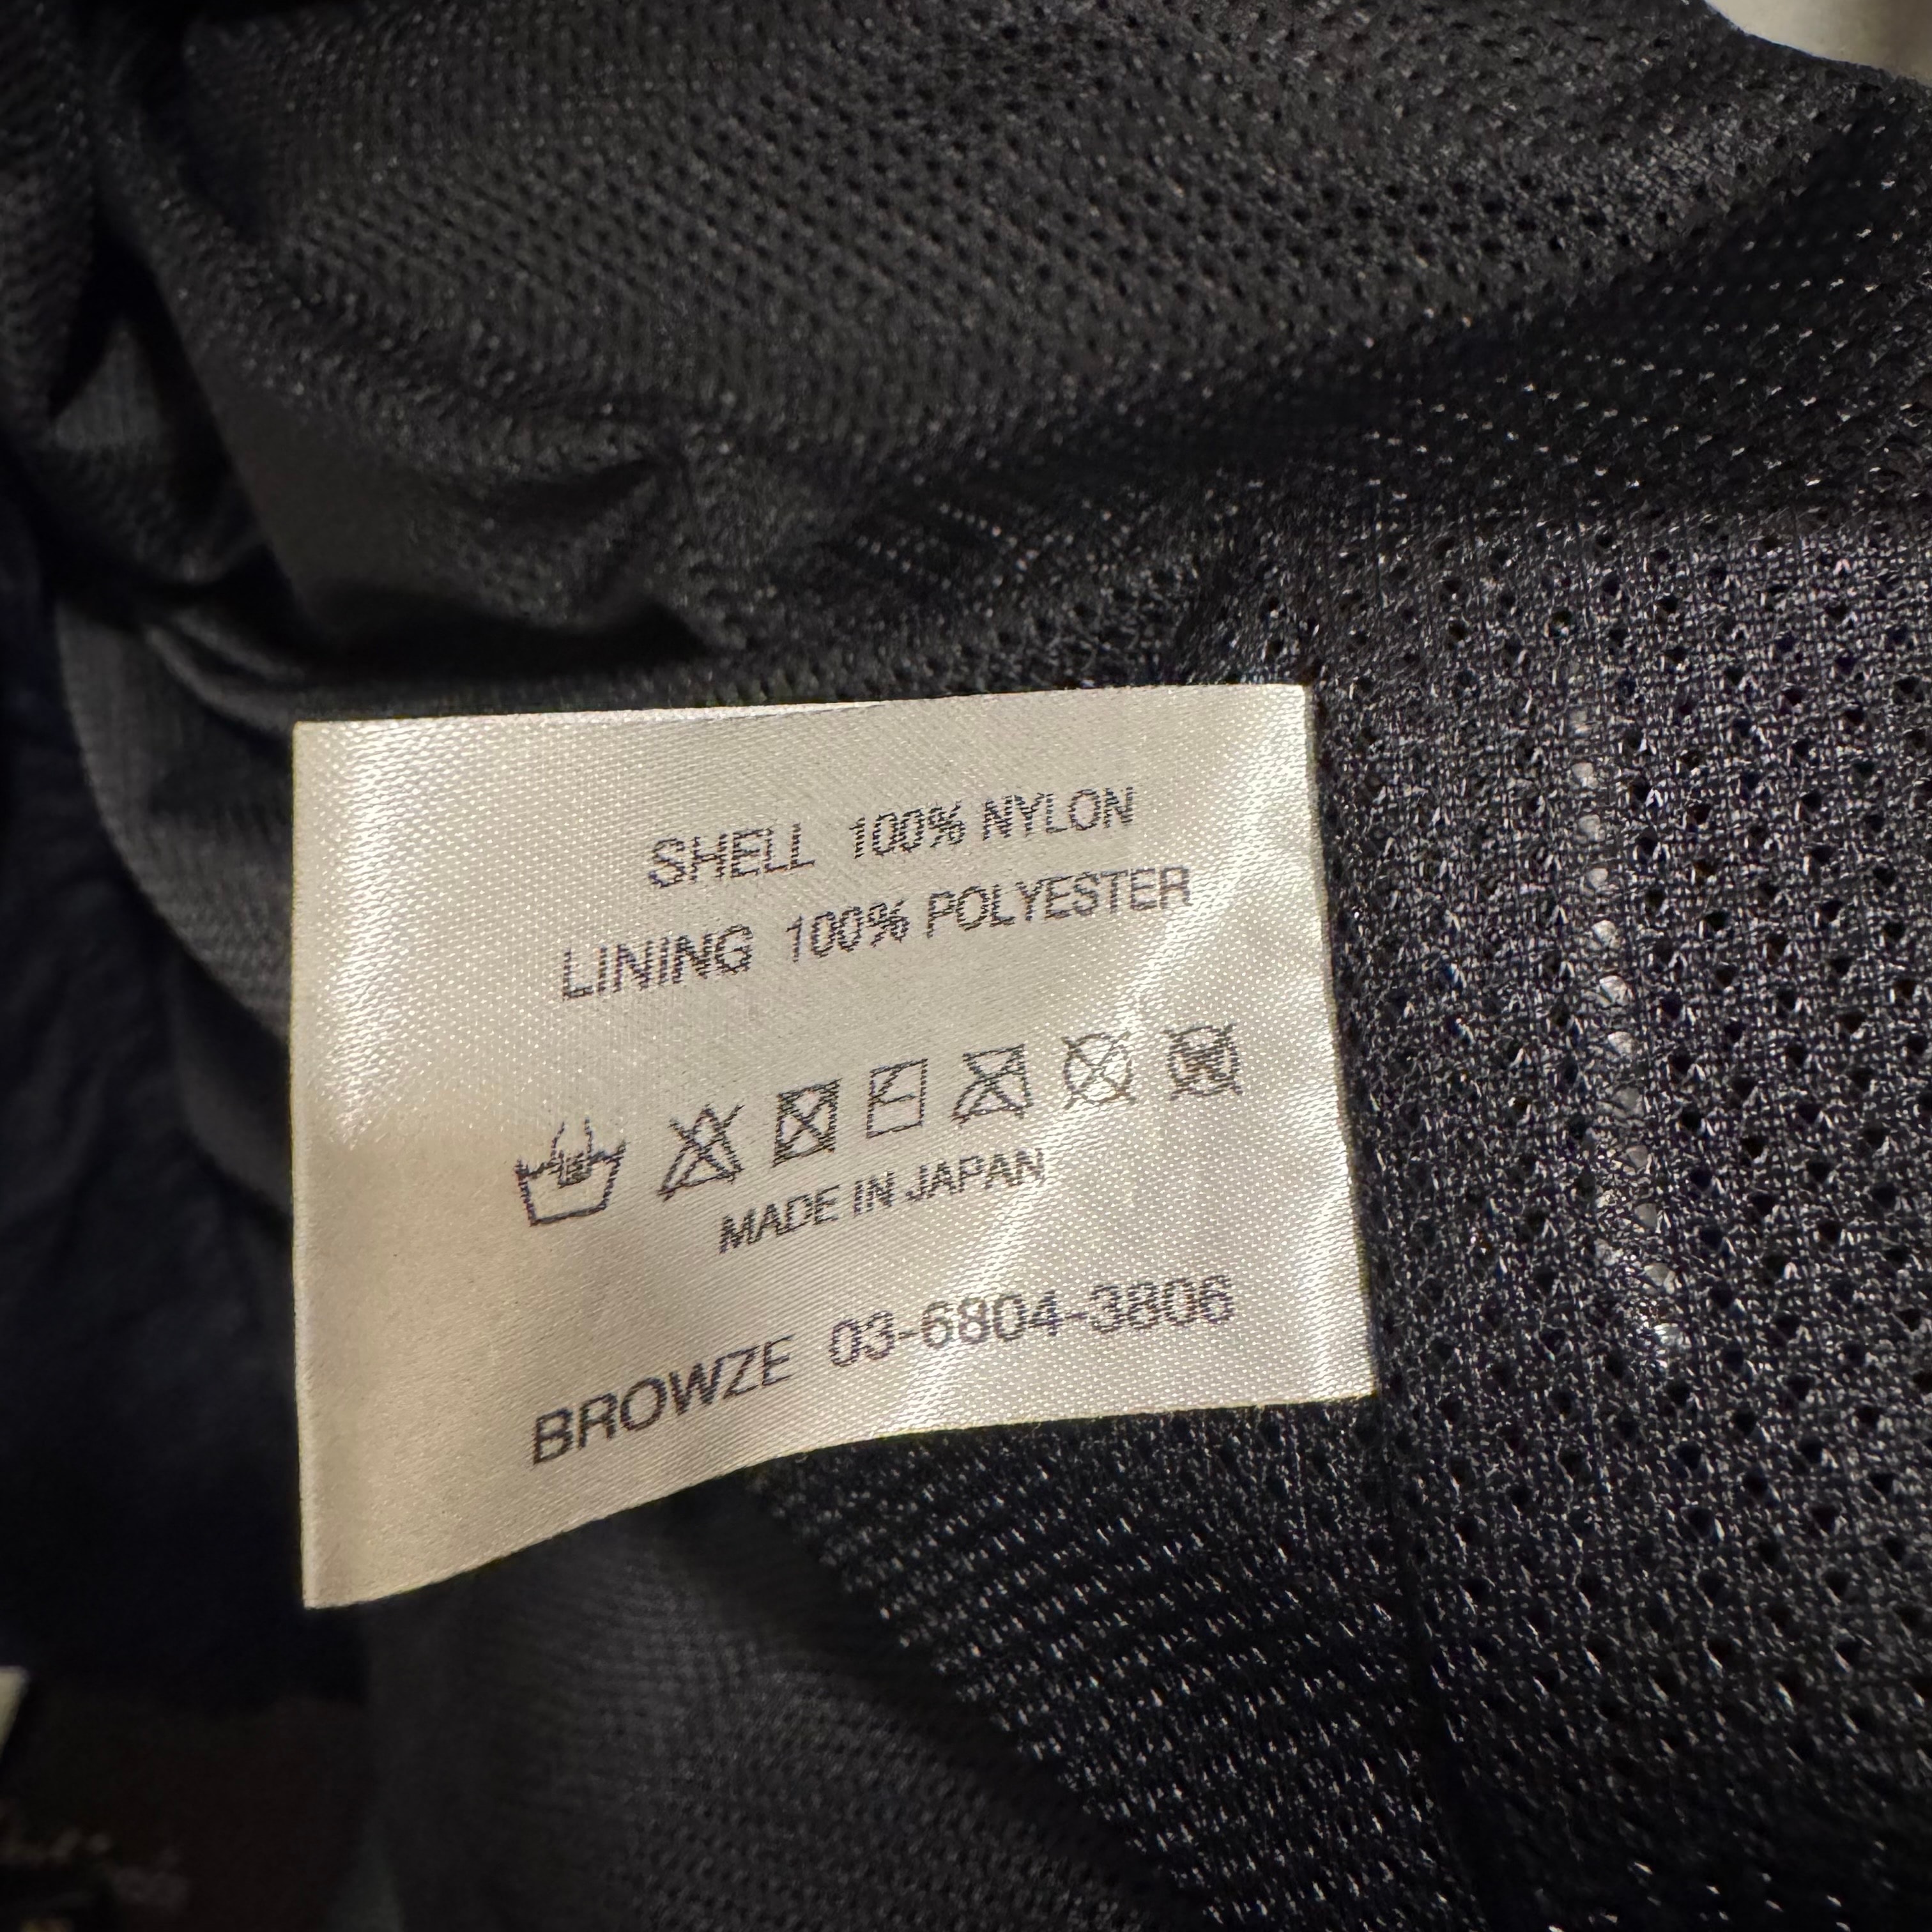 SHELL 100% NYLON
LINING 100% POLYESTER
MADE IN JAPAN
BROWZE 03-6804-3806